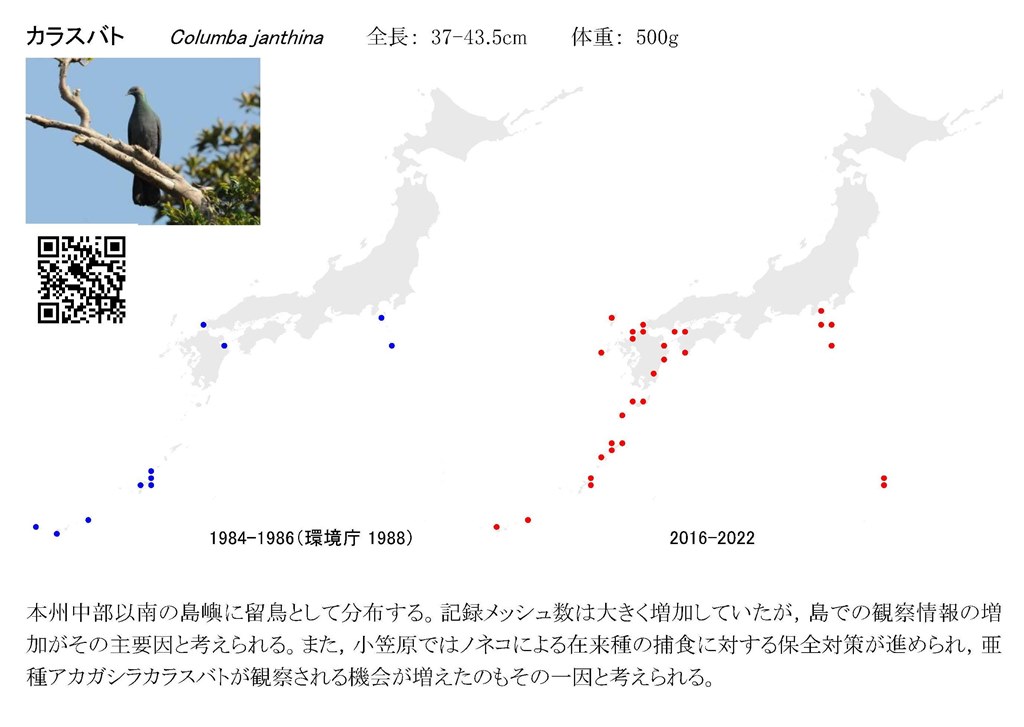 カラスバト Columba janthina 全長: 37-43.5cm 体重: 500g
1984-1986(環境庁 1988) 2016-2022
本州中部以南の島嶼に留鳥として分布する。記録メッシュ数は大きく増加していたが,島での観察情報の増
加がその主要因と考えられる。また,小笠原ではノネコによる在来種の捕食に対する保全対策が進められ,亜
種アカガシラカラスバトが観察される機会が増えたのもその一因と考えられる。